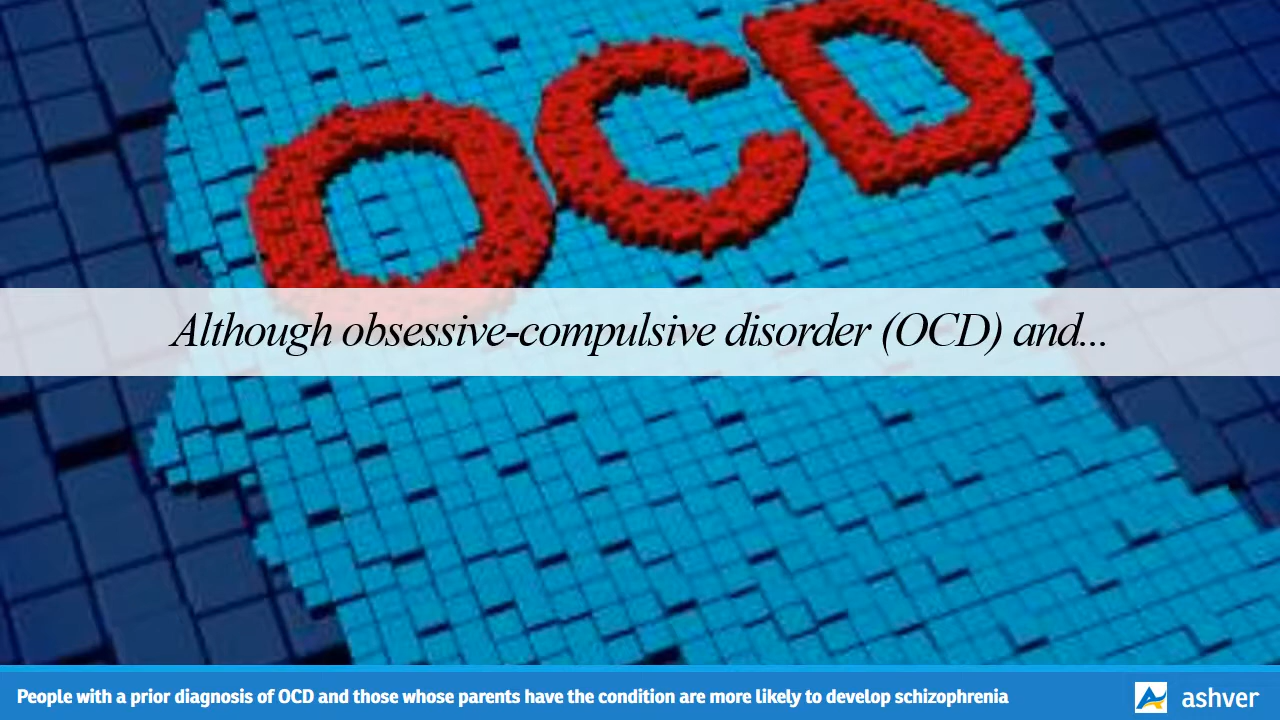 OCD
Although obsessive-compulsive disorder (OCD) and...
People with a prior diagnosis of OCD and those whose parents have the condition are more likely to develop schizophrenia
ashver